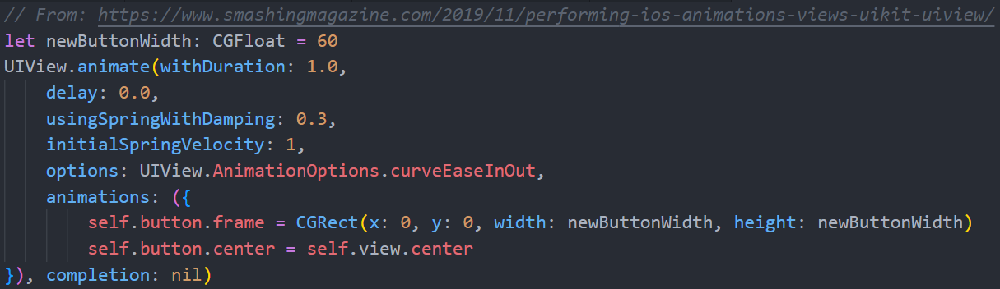 // From: https://www.smashingmagazine.com/2019/11/performing-ios-animations-views-uikit-uiview/
let newButtonWidth: CGFloat = 60
UIView.animate(withDuration: 1.0,
    delay: 0.0,
    usingSpringWithDamping: 0.3,
    initialSpringVelocity: 1,
    options: UIView.AnimationOptions.curveEaseInOut,
    animations: ({
        self.button.frame = CGRect(x: 0, y: 0, width: newButtonWidth, height: newButtonWidth)
        self.button.center = self.view.center
}), completion: nil)